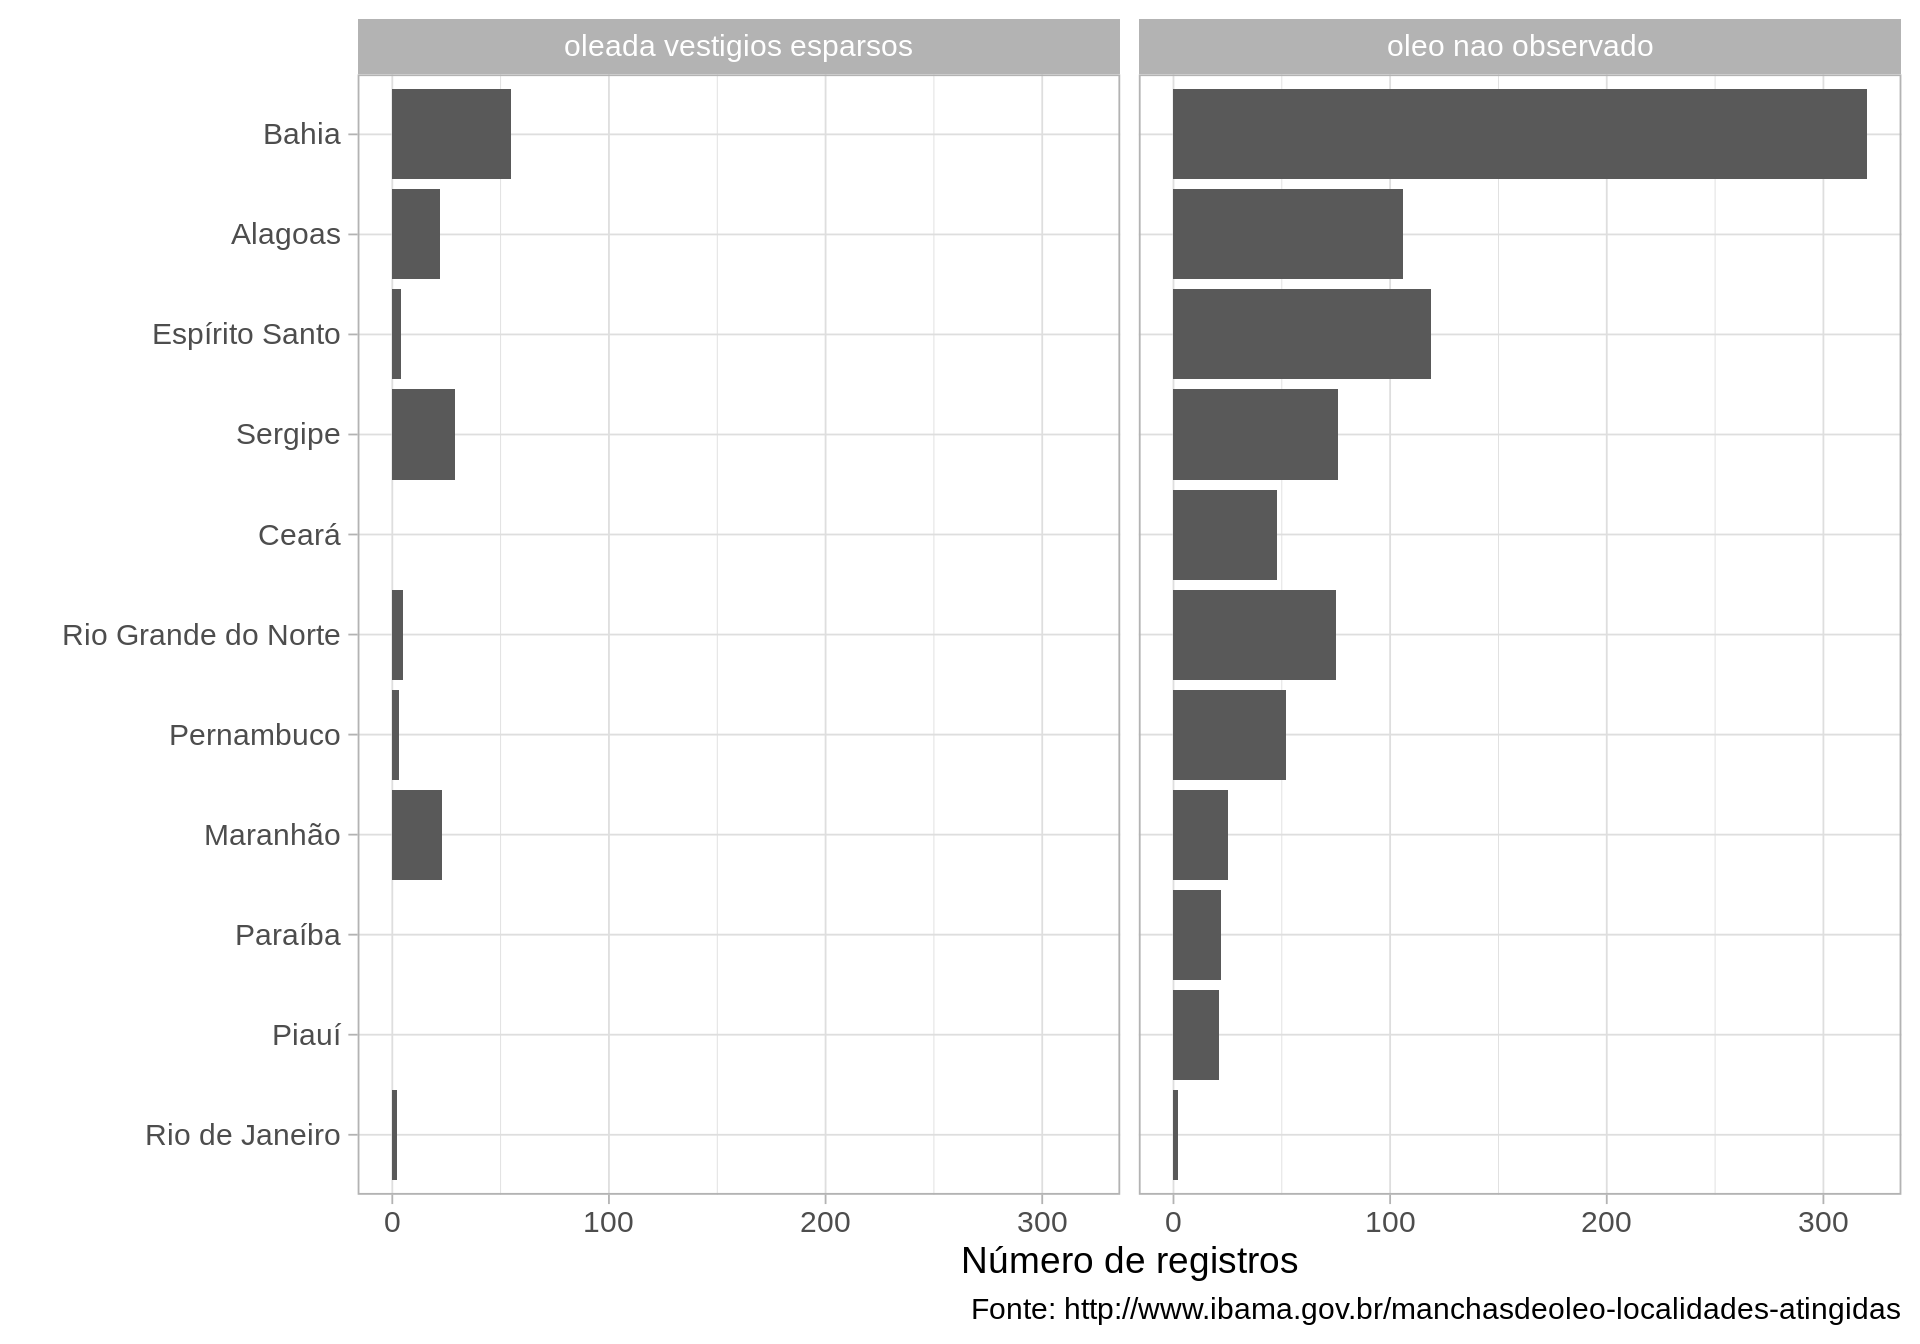 oleada vestigios esparsos
oleo nao observado
Bahia
Alagoas
Espírito Santo
Sergipe
Ceará
Rio Grande do Norte
Pernambuco
Maranhão
Paraíba
Piauí
Rio de Janeiro
0 100 200 300
0 100 200 300
Número de registros
Fonte: http://www.ibama.gov.br/manchasdeoleo-localidades-atingidas